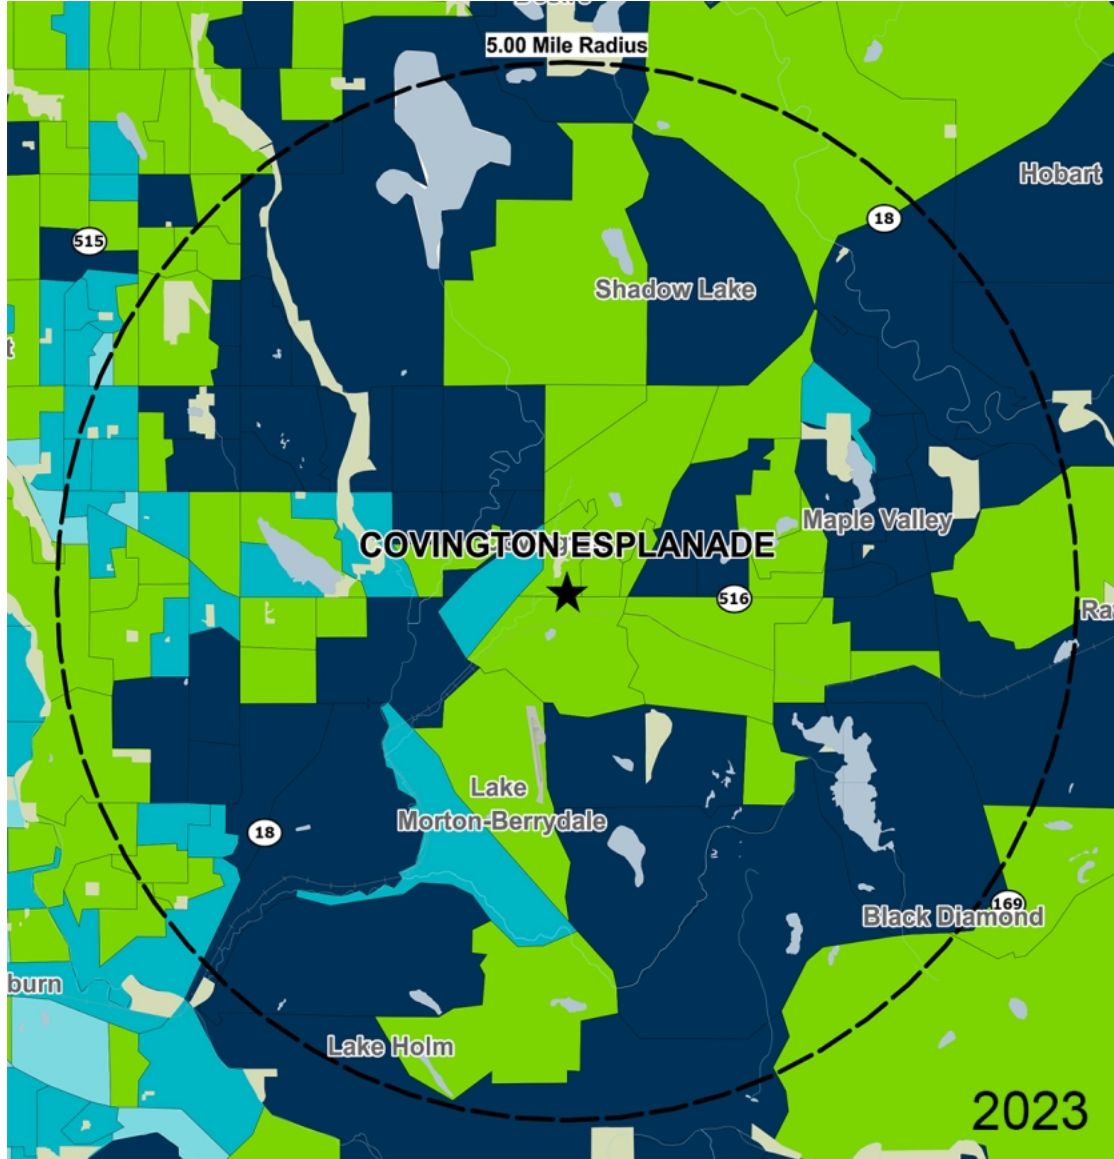 5.00 Mile Radius
Hobart
18
515
Shadow Lake
Maple Valley
COVINGTON ESPLANADE
516
Lake
Morton-Berrydale
18
169
Black Diamond
burn
Lake Holm
2023